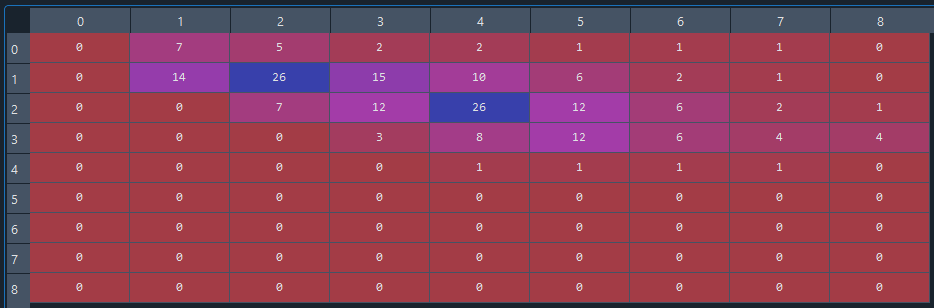 0 1 2 3 4 5 6 7 8
0 0 7 5 2 2 1 1 1 0
1 0 14 26 15 10 6 2 1 0
2 0 0 7 12 26 12 6 2 1
3 0 0 0 3 8 12 6 4 4
4 0 0 0 0 1 1 1 1 0
5 0 0 0 0 0 0 0 0 0
6 0 0 0 0 0 0 0 0 0
7 0 0 0 0 0 0 0 0 0
8 0 0 0 0 0 0 0 0 0